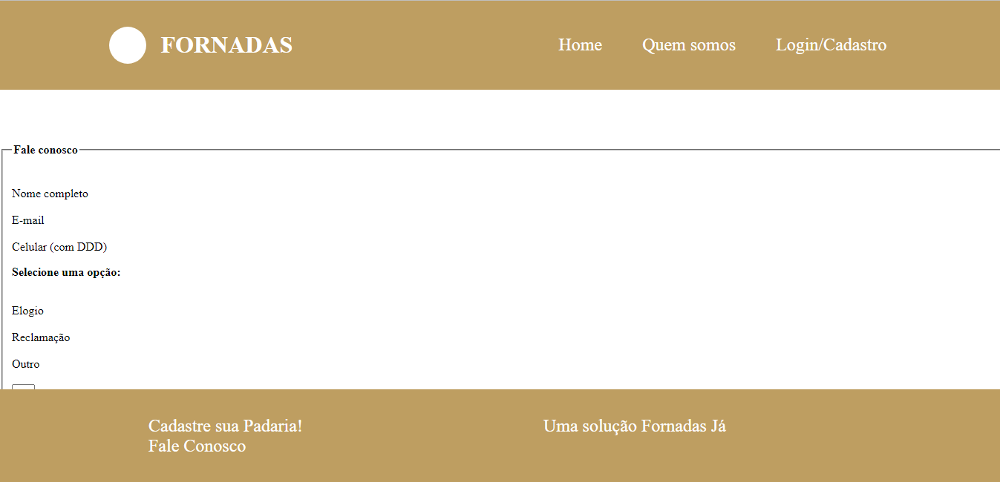 FORNADAS
Home Quem somos Login/Cadastro
Fale conosco
Nome completo
E-mail
Celular (com DDD)
Selecione uma opção:
Elogio
Reclamação
Outro
Cadastre sua Padaria!
Fale Conosco
Uma solução Fornadas Já